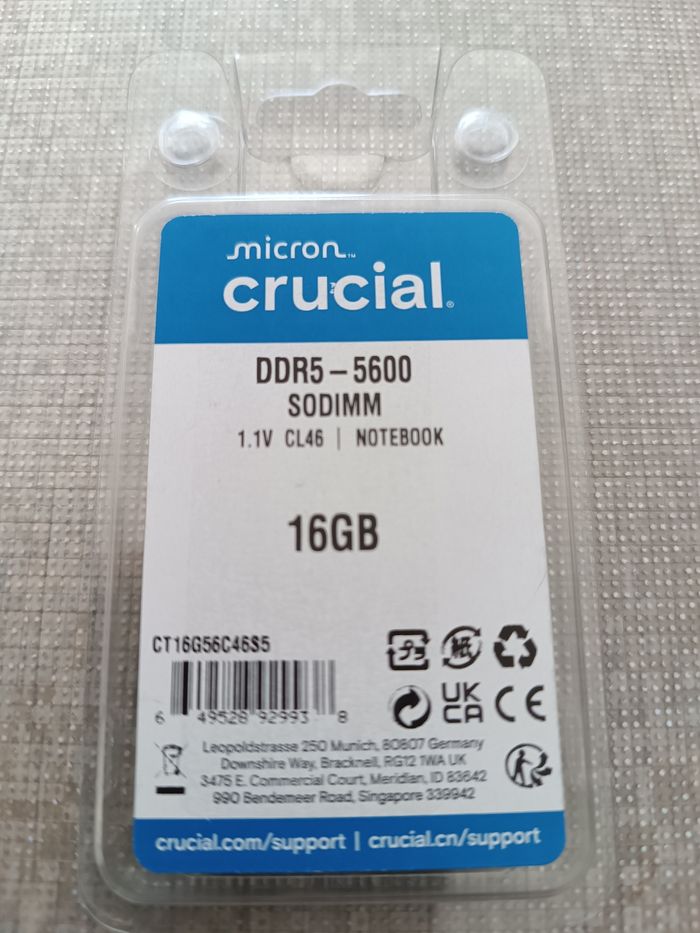 micron™
crucial®
DDR5 – 5600
SODIMM
1.1V CL46 | NOTEBOOK
16GB
CT16G56C46S5
6 49528 92993 8
紙
UK
CA
CE
Leopoldstrasse 250 Munich, 80807 Germany
Downshire Way, Bracknell, RG12 1WA UK
3475 E. Commercial Court, Meridian, ID 83642
990 Bendemeer Road, Singapore 339942
crucial.com/support | crucial.cn/support